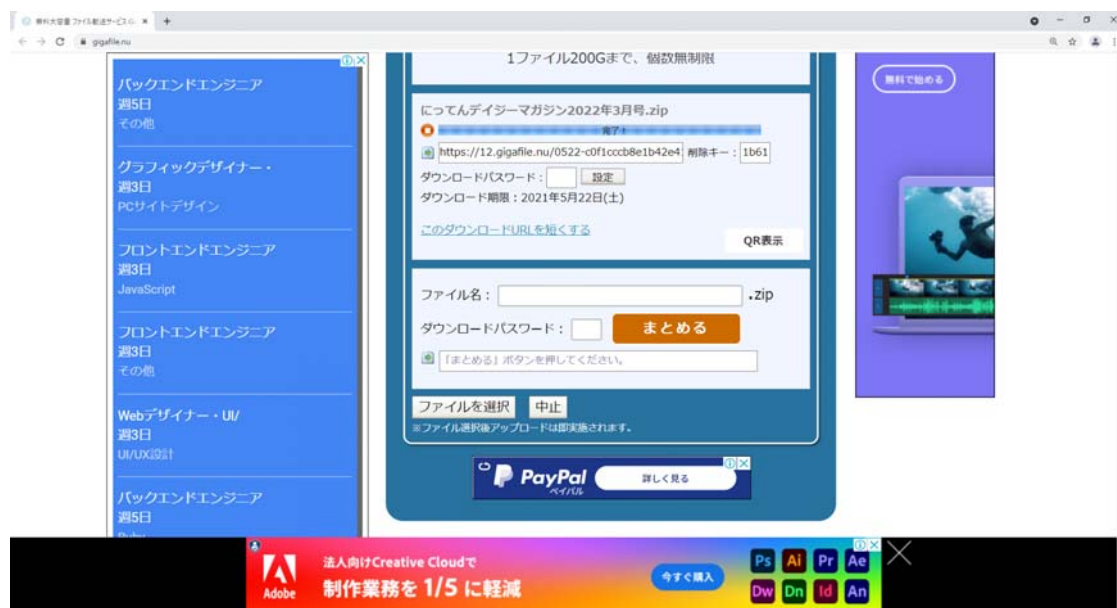 無料大容量 ファイル転送サービス G
gigafile.nu
バックエンドエンジニア
週5日
その他
グラフィックデザイナー・
週3日
PCサイトデザイン
フロントエンドエンジニア
週3日
JavaScript
フロントエンドエンジニア
週3日
その他
Webデザイナー・UI/
週3日
UI/UX設計
バックエンドエンジニア
週5日
Ruby
1ファイル200Gまで、個数無制限
にってんデイジーマガジン2022年3月号.zip
完了!
https://12.gigafile.nu/0522-c0f1cccb8e1b42e4 削除キー: 1b61
ダウンロードパスワード: 設定
ダウンロード期限:2021年5月22日(土)
このダウンロードURLを短くする
QR表示
ファイル名: .zip
ダウンロードパスワード: まとめる
「まとめる」ボタンを押してください。
ファイルを選択 中止
※ファイル選択後アップロードは即実施されます。
PayPal
ペイパル
詳しく見る
無料で始める
Adobe
法人向けCreative Cloudで
制作業務を 1/5 に軽減
今すぐ購入
Ps Ai Pr Ae
Dw Dn Id An